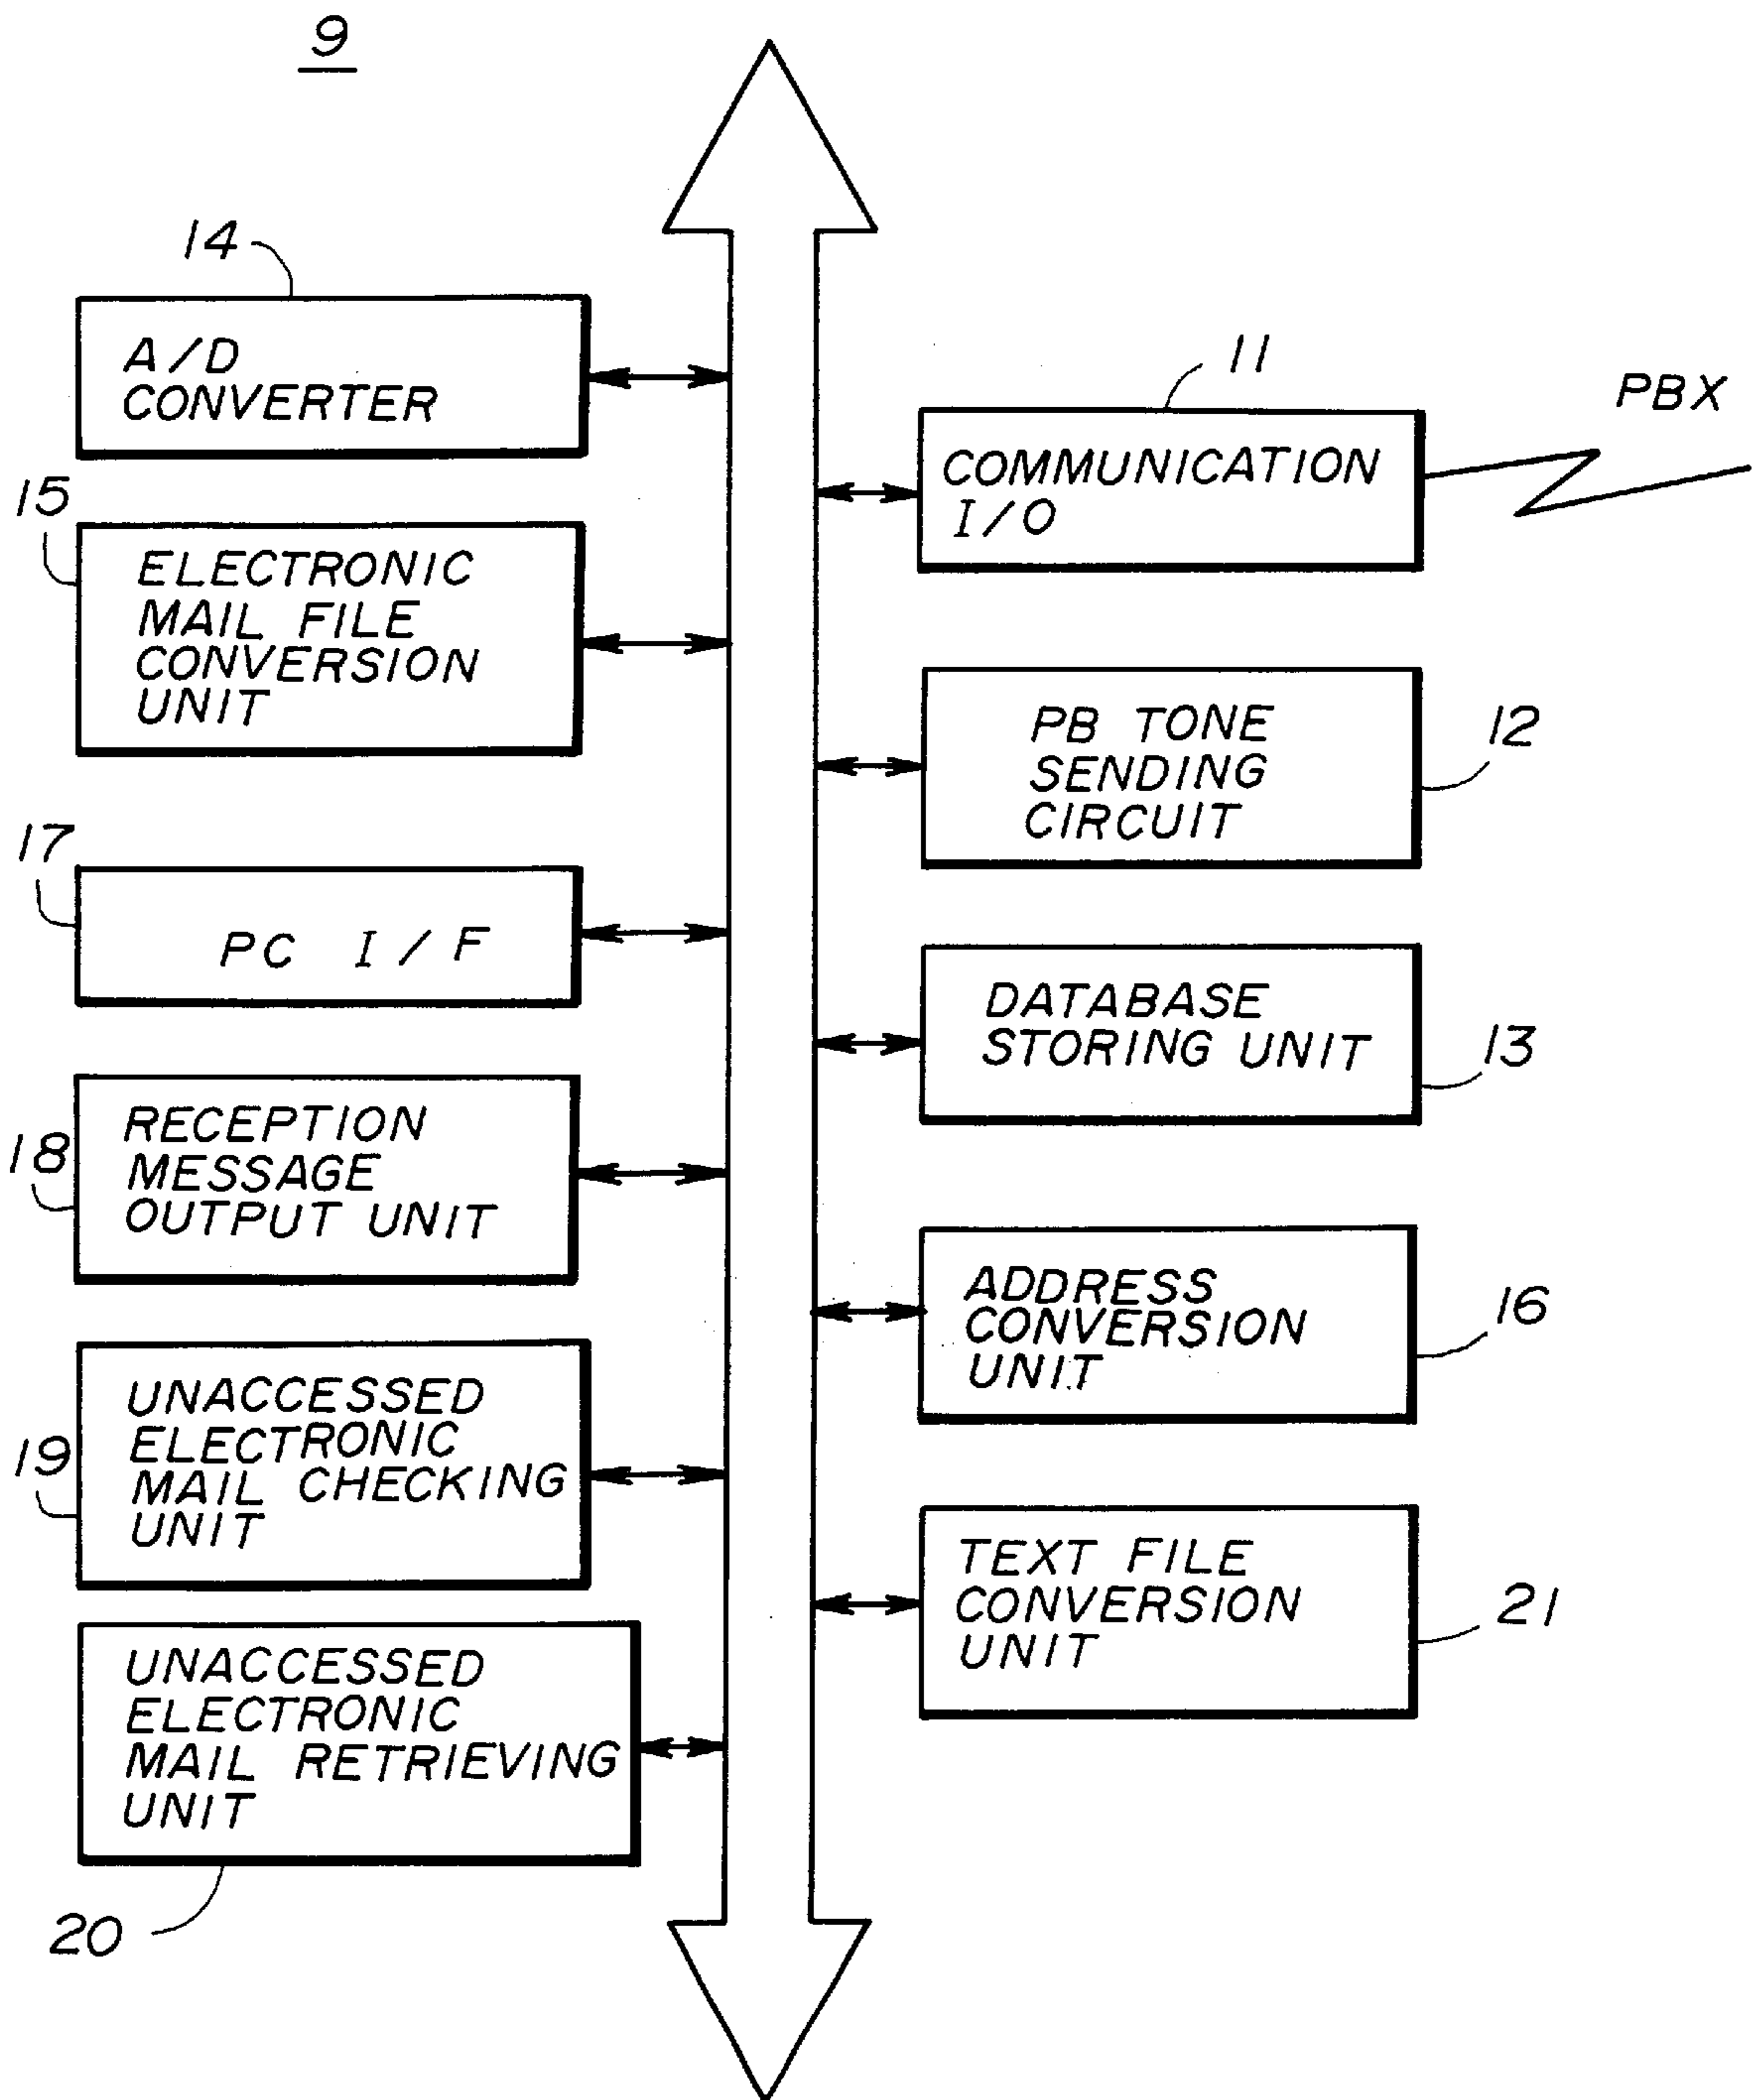 9
14
A/D
CONVERTER
15
ELECTRONIC
MAIL FILE
CONVERSION
UNIT
17
PC I/F
18
RECEPTION
MESSAGE
OUTPUT UNIT
19
UNACCESSED
ELECTRONIC
MAIL CHECKING
UNIT
UNACCESSED
ELECTRONIC
MAIL RETRIEVING
UNIT
20
11
PBX
COMMUNICATION
I/O
PB TONE
SENDING
CIRCUIT
12
DATABASE
STORING UNIT
13
ADDRESS
CONVERSION
UNIT
16
TEXT FILE
CONVERSION
UNIT
21